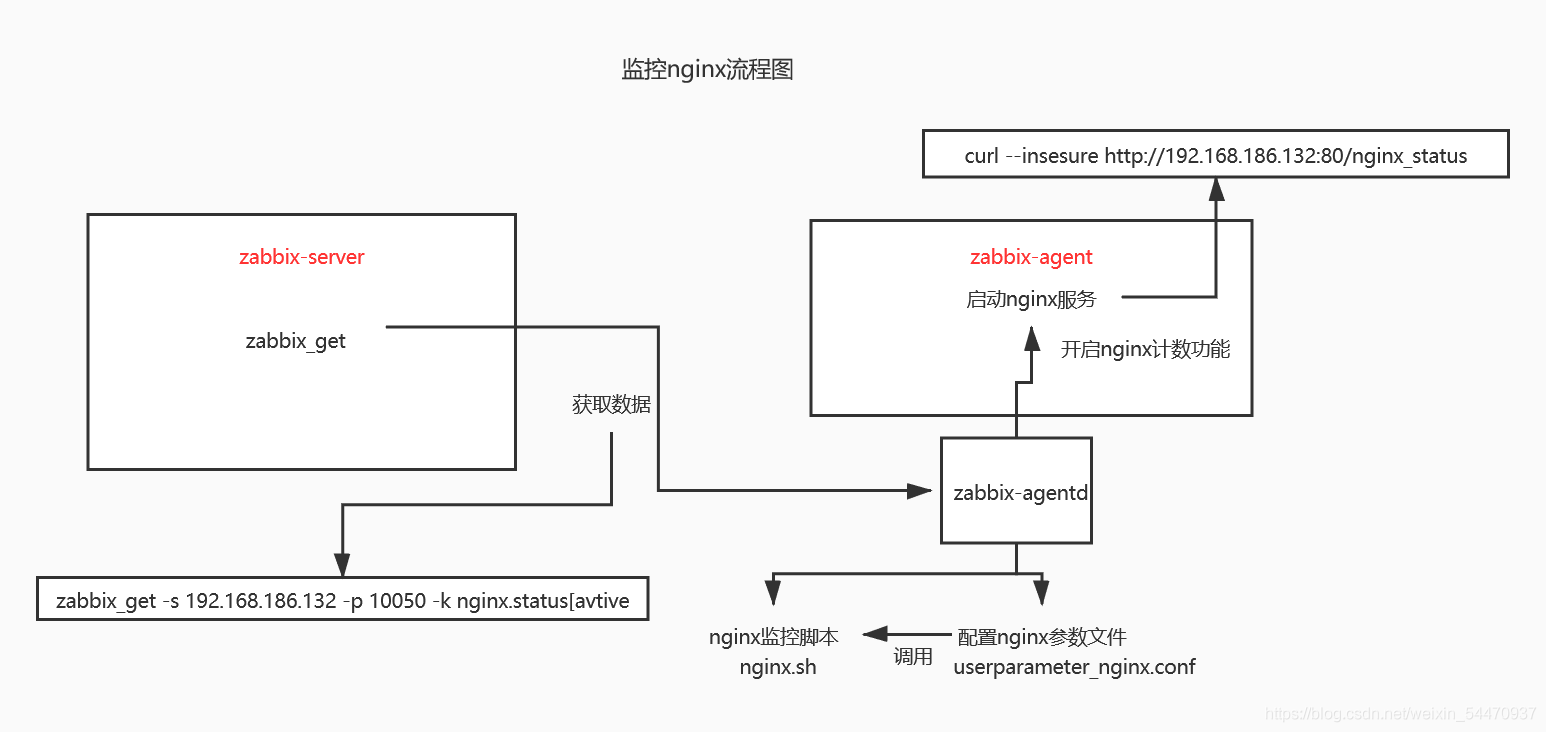 监控nginx流程图
curl --insesure http://192.168.186.132:80/nginx_status
zabbix-server
zabbix_get
zabbix-agent
启动nginx服务
开启nginx计数功能
获取数据
zabbix-agentd
zabbix_get -s 192.168.186.132 -p 10050 -k nginx.status[avtive
nginx监控脚本
nginx.sh
调用
配置nginx参数文件
userparameter_nginx.conf
https://blog.csdn.net/weixin_54470937